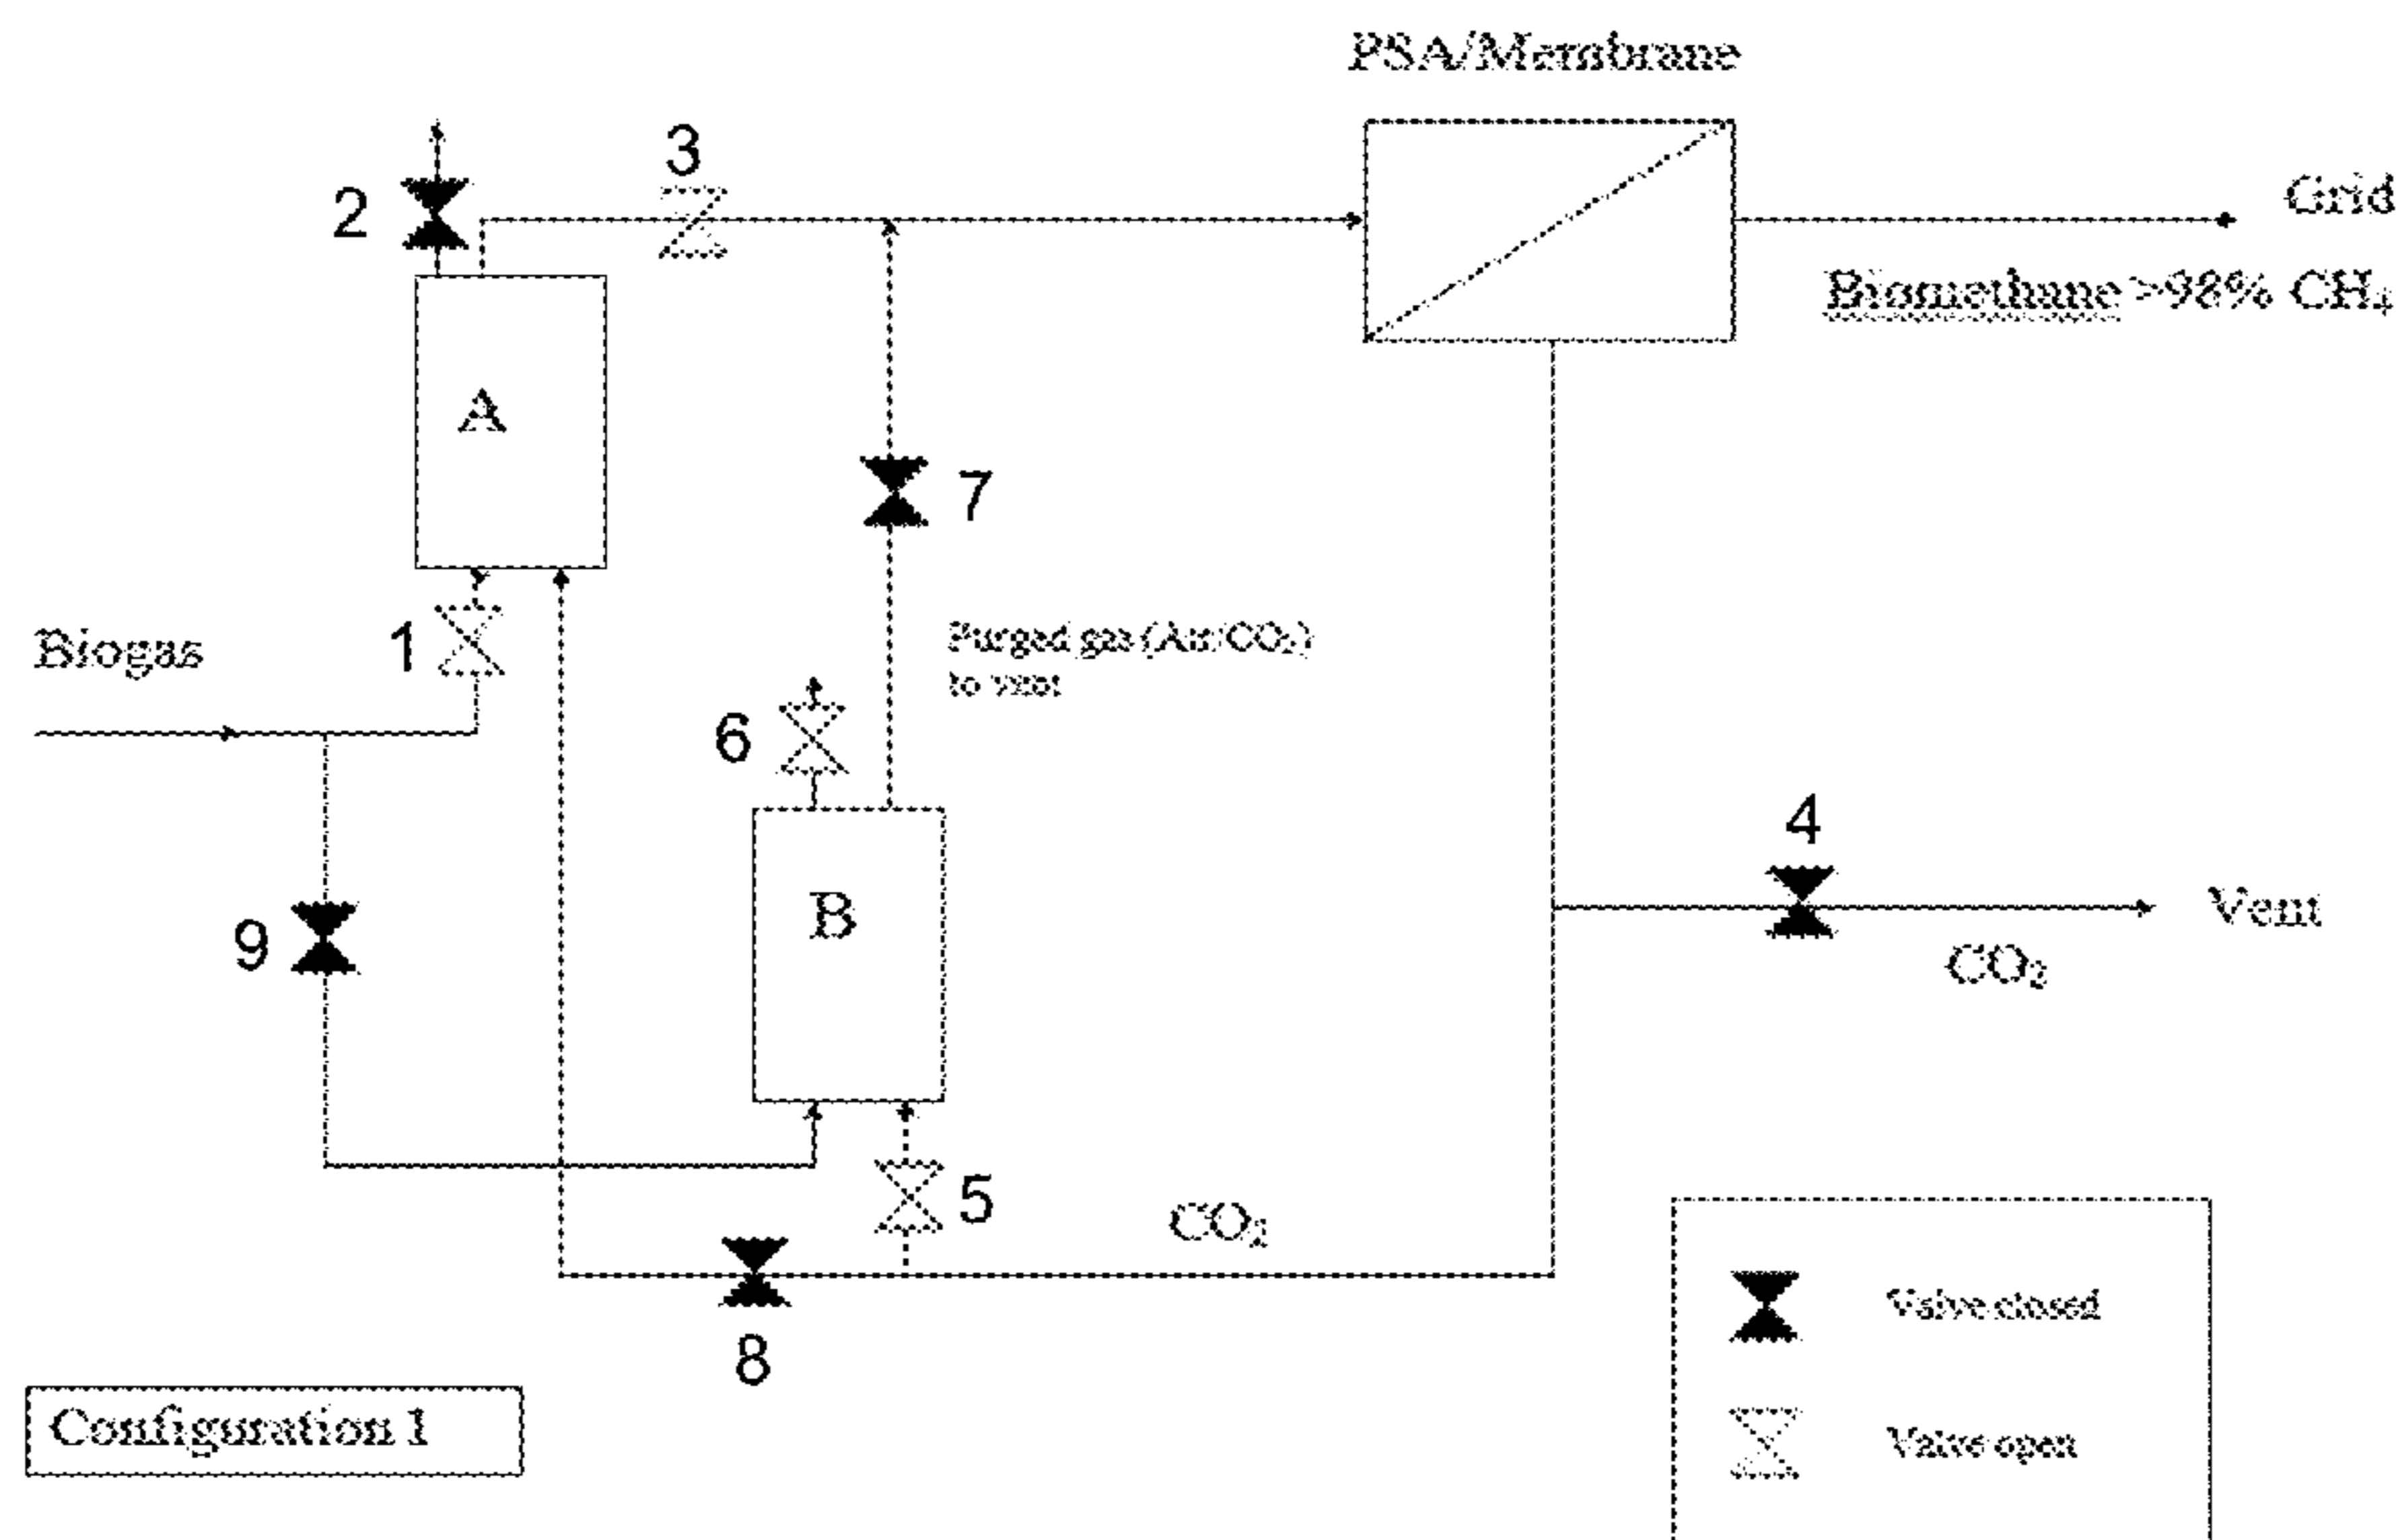 PSA/Membrane
3
2
Grid
Biomethane >98% CH₄
A
7
1
Biogas
Purged gas (Air/CO₂)
to vent
6
4
B
Vent
9
CO₂
5
CO₂
8
Valve closed
Configuration 1
Valve open